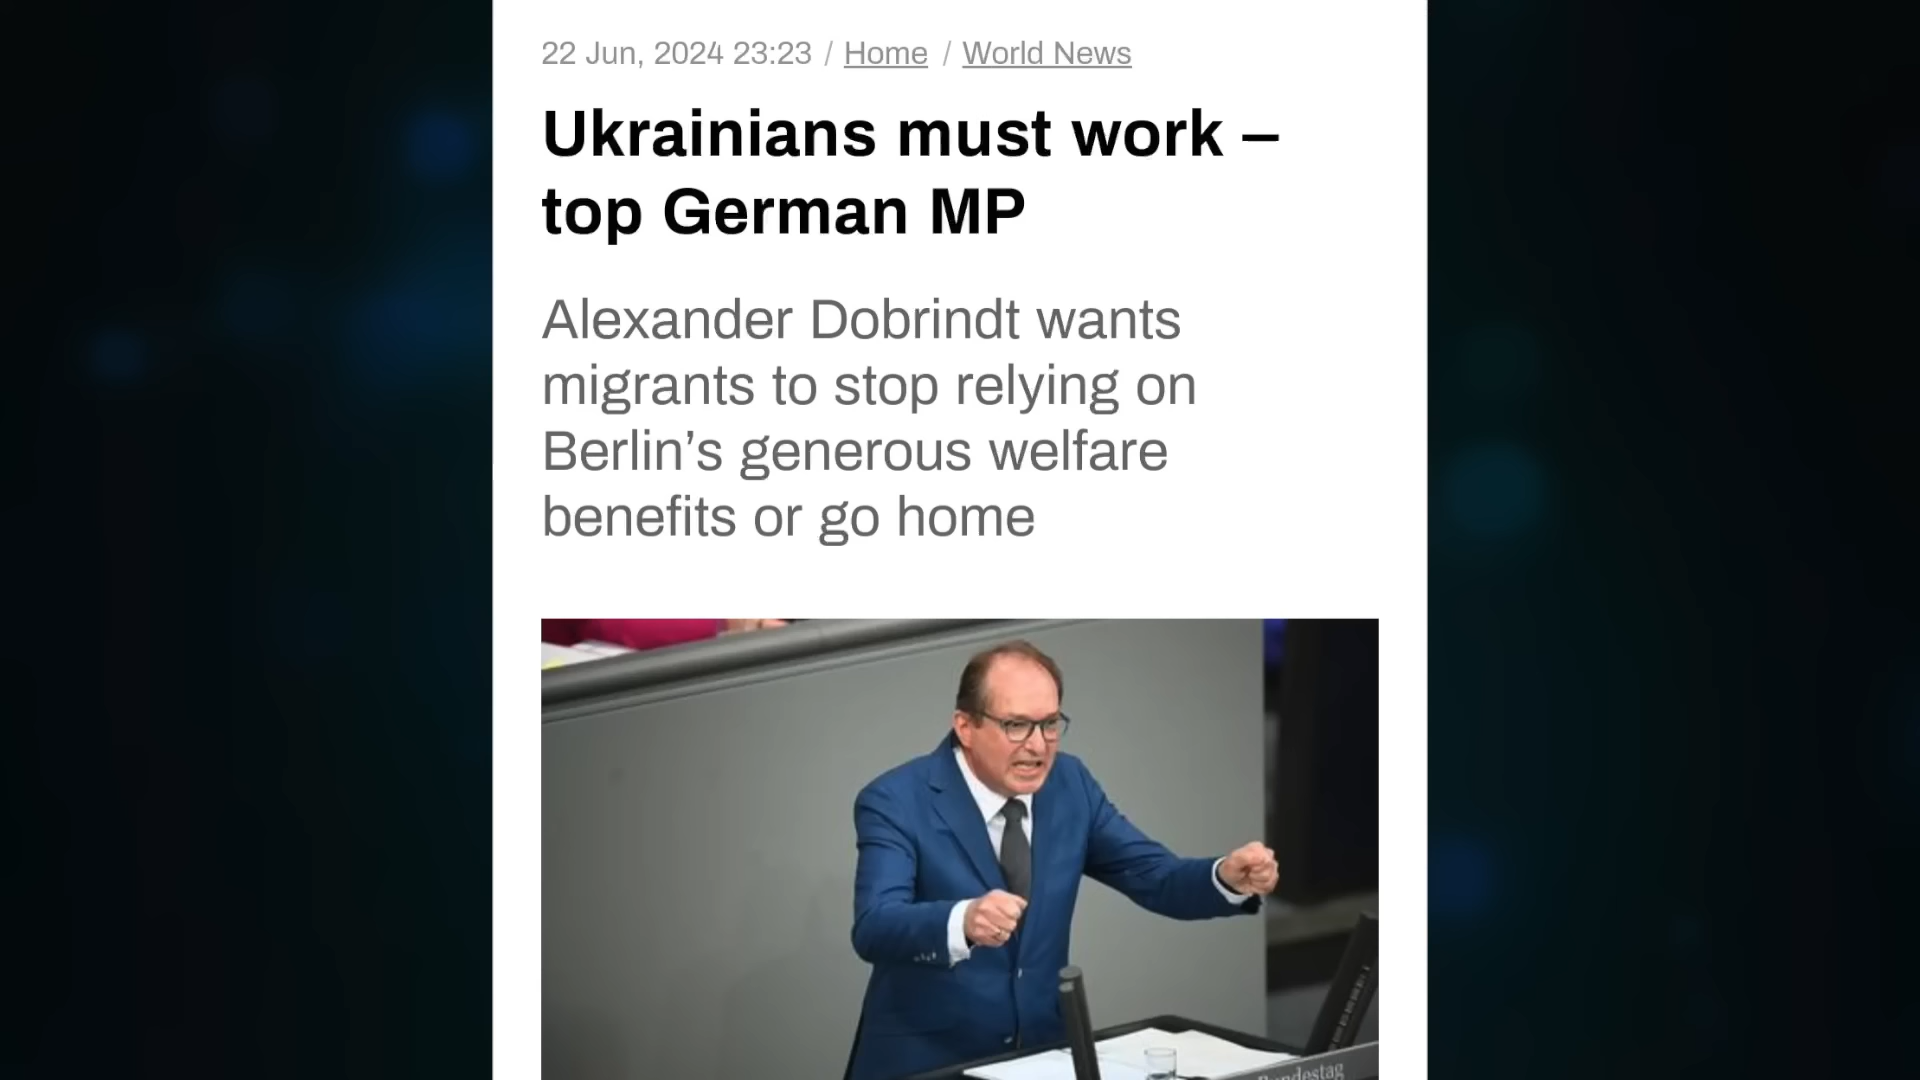 22 Jun, 2024 23:23 / Home / World News
Ukrainians must work –
top German MP
Alexander Dobrindt wants
migrants to stop relying on
Berlin’s generous welfare
benefits or go home